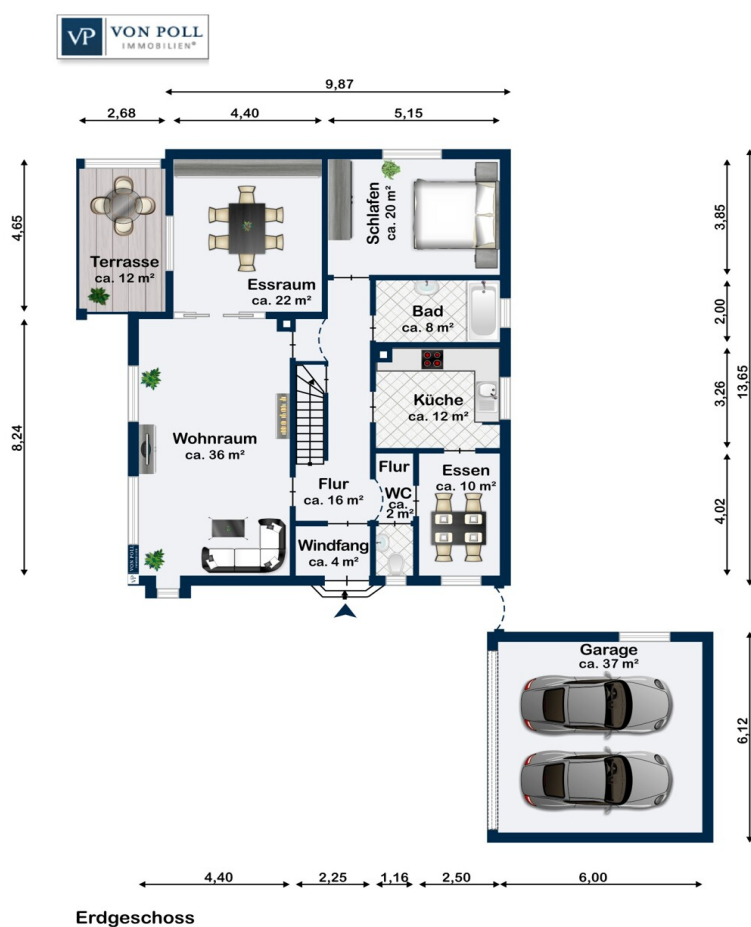 VP VON POLL
IMMOBILIEN®
9,87
2,68
4,40
5,15
4,65
8,24
Terrasse
ca. 12 m²
Essraum
ca. 22 m²
Schlafen
ca. 20 m²
Bad
ca. 8 m²
Küche
ca. 12 m²
Wohnraum
ca. 36 m²
Flur
ca. 16 m²
Flur
WC
ca.
2 m²
Essen
ca. 10 m²
Windfang
ca. 4 m²
3,85
2,00
3,26
4,02
13,65
VP VON POLL
IMMOBILIEN
Garage
ca. 37 m²
6,12
4,40
2,25
1,16
2,50
6,00
Erdgeschoss